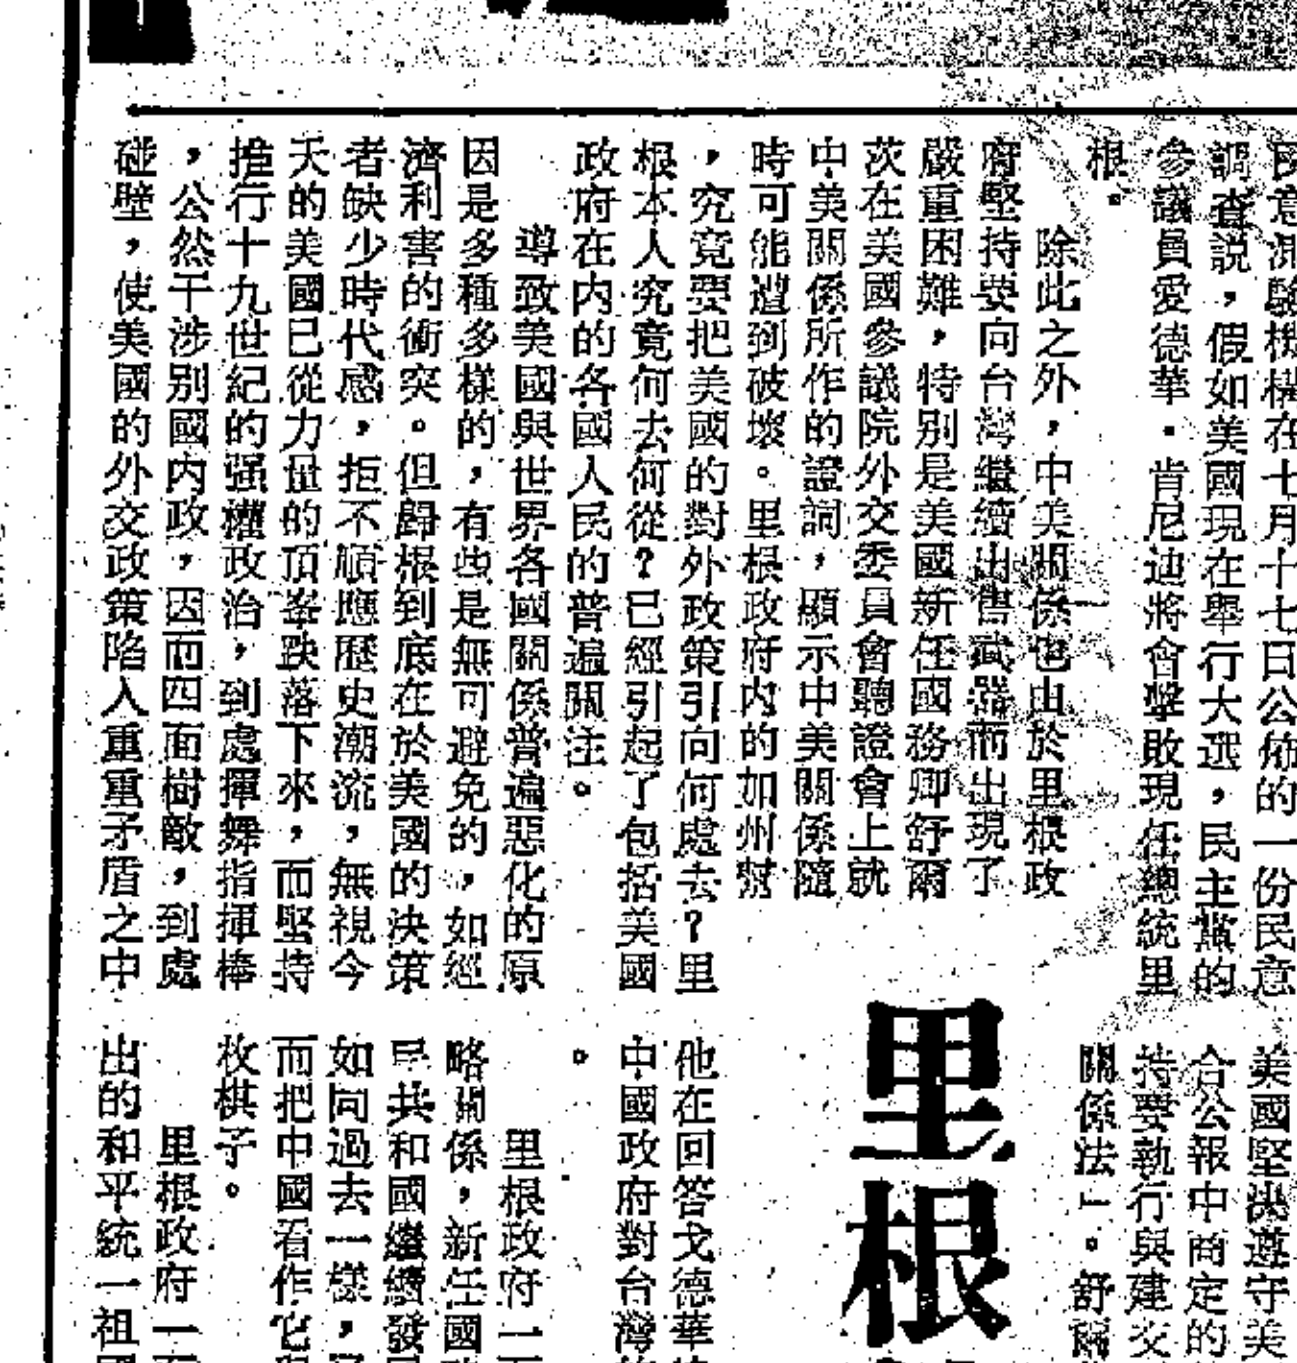 民意測驗機構在七月十七日公佈的一份民意
調查説，假如美國現在舉行大選，民主黨的
參議員愛德華·肯尼迪將會擊敗現任總統里
根。
除此之外，中美關係也由於里根政
府堅持要向台灣繼續出售武器而出現了
嚴重困難，特別是美國新任國務卿舒爾
茨在美國參議院外交委員會聽證會上就
中美關係所作的證詞，顯示中美關係隨
時可能遭到破壞。里根政府内的加州幫
，究竟要把美國的對外政策引向何處去？里
根本人究竟何去何從？已經引起了包括美國
政府在内的各國人民的普遍關注。
導致美國與世界各國關係普遍惡化的原
因是多種多樣的，有些是無可避免的，如經
濟利害的衝突。但歸根到底在於美國的決策
者缺少時代感，拒不順應歷史潮流，無視今
天的美國已從力量的頂峯跌落下來，而堅持
推行十九世紀的强權政治，到處揮舞指揮棒
，公然干涉别國内政，因而四面樹敵，到處
碰壁，使美國的外交政策陷入重重矛盾之中
里根
美國堅決遵守美
合公報中商定的
持要執行與建交
關係法」。舒爾
他在回答戈德華
中國政府對台灣
。
里根政府一
略關係，新任國
民共和國繼續發
如同過去一樣，
而把中國看作它
枚棋子。
里根政府一
出的和平統一祖